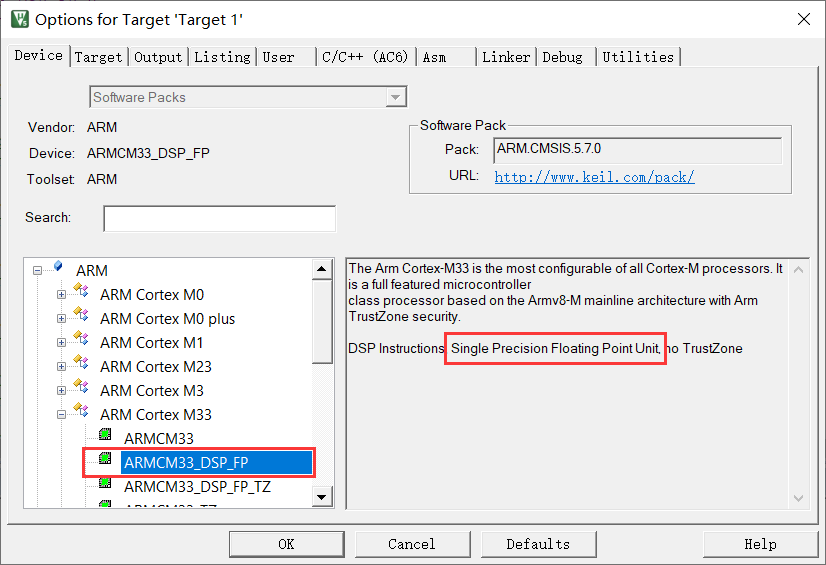 Options for Target 'Target 1'
Device Target Output Listing User C/C++ (AC6) Asm Linker Debug Utilities
Software Packs
Vendor: ARM
Device: ARMCM33_DSP_FP
Toolset: ARM
Search:
Software Pack
Pack: ARM.CMSIS.5.7.0
URL: http://www.keil.com/pack/
ARM
ARM Cortex M0
ARM Cortex M0 plus
ARM Cortex M1
ARM Cortex M23
ARM Cortex M3
ARM Cortex M33
ARMCM33
ARMCM33_DSP_FP
ARMCM33_DSP_FP_TZ
The Arm Cortex-M33 is the most configurable of all Cortex-M processors. It
is a full featured microcontroller
class processor based on the Armv8-M mainline architecture with Arm
TrustZone security.
DSP Instructions, Single Precision Floating Point Unit, no TrustZone
OK Cancel Defaults Help